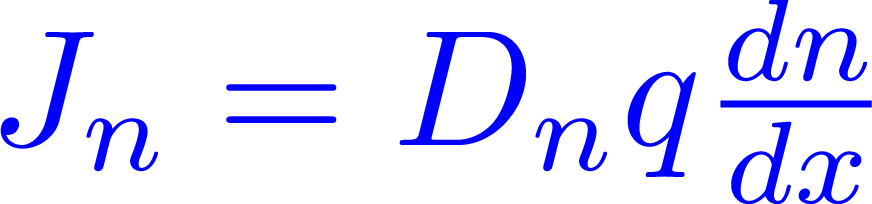 $J_n = D_n q \frac{dn}{dx}$